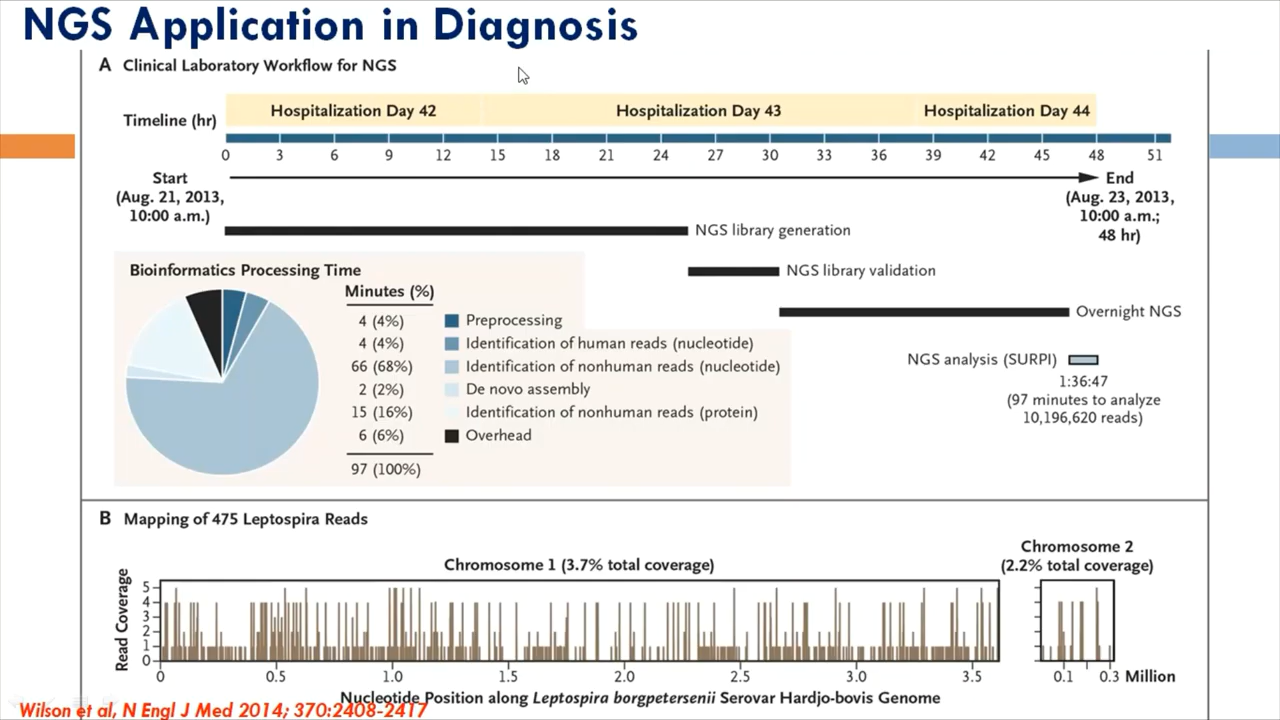 NGS Application in Diagnosis
A Clinical Laboratory Workflow for NGS
Hospitalization Day 42 Hospitalization Day 43 Hospitalization Day 44
Timeline (hr)
0 3 6 9 12 15 18 21 24 27 30 33 36 39 42 45 48 51
Start
(Aug. 21, 2013,
10:00 a.m.)
End
(Aug. 23, 2013,
10:00 a.m.;
48 hr)
NGS library generation
NGS library validation
Overnight NGS
NGS analysis (SURPI)
1:36:47
(97 minutes to analyze
10,196,620 reads)
Bioinformatics Processing Time
Minutes (%)
4 (4%) Preprocessing
4 (4%) Identification of human reads (nucleotide)
66 (68%) Identification of nonhuman reads (nucleotide)
2 (2%) De novo assembly
15 (16%) Identification of nonhuman reads (protein)
6 (6%) Overhead
97 (100%)
B Mapping of 475 Leptospira Reads
Chromosome 1 (3.7% total coverage)
Chromosome 2
(2.2% total coverage)
Read Coverage
5
4
3
2
1
0
0 0.5 1.0 1.5 2.0 2.5 3.0 3.5
0.1 0.3 Million
Nucleotide Position along Leptospira borgpetersenii Serovar Hardjo-bovis Genome
Wilson et al, N Engl J Med 2014; 370:2408-2417